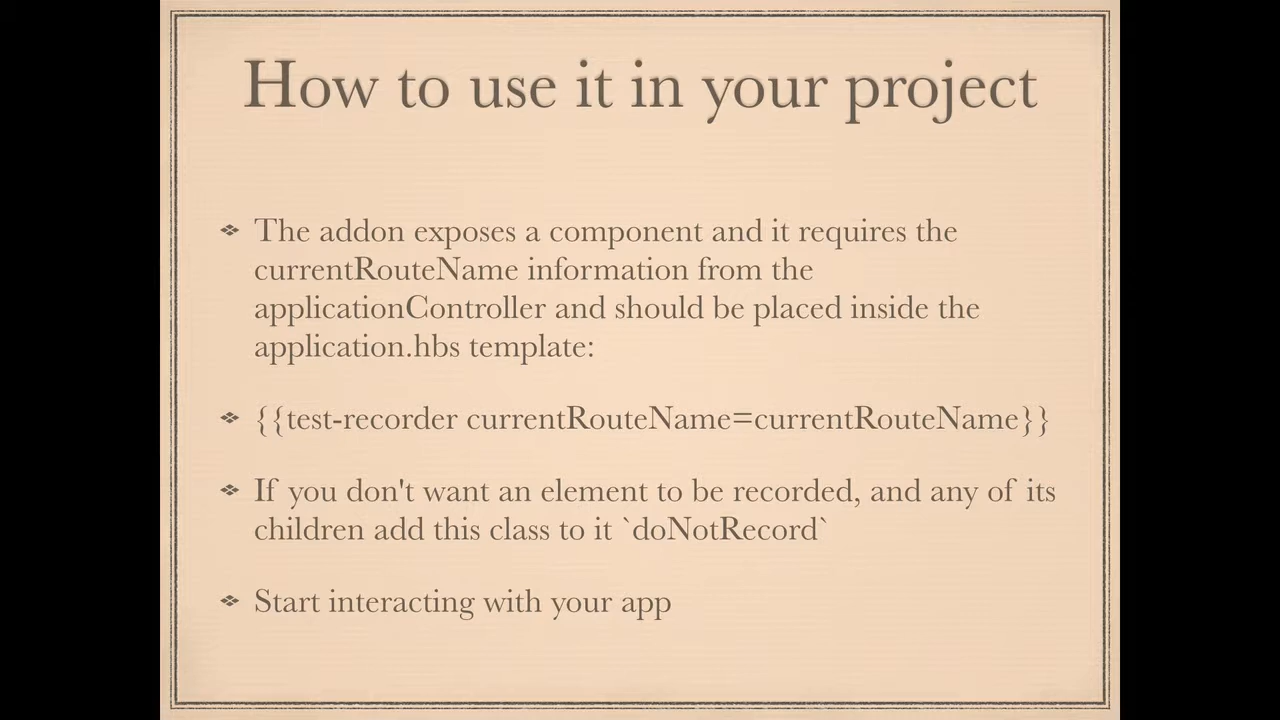 How to use it in your project
The addon exposes a component and it requires the
currentRouteName information from the
applicationController and should be placed inside the
application.hbs template:
{{test-recorder currentRouteName=currentRouteName}}
If you don't want an element to be recorded, and any of its
children add this class to it `doNotRecord`
Start interacting with your app